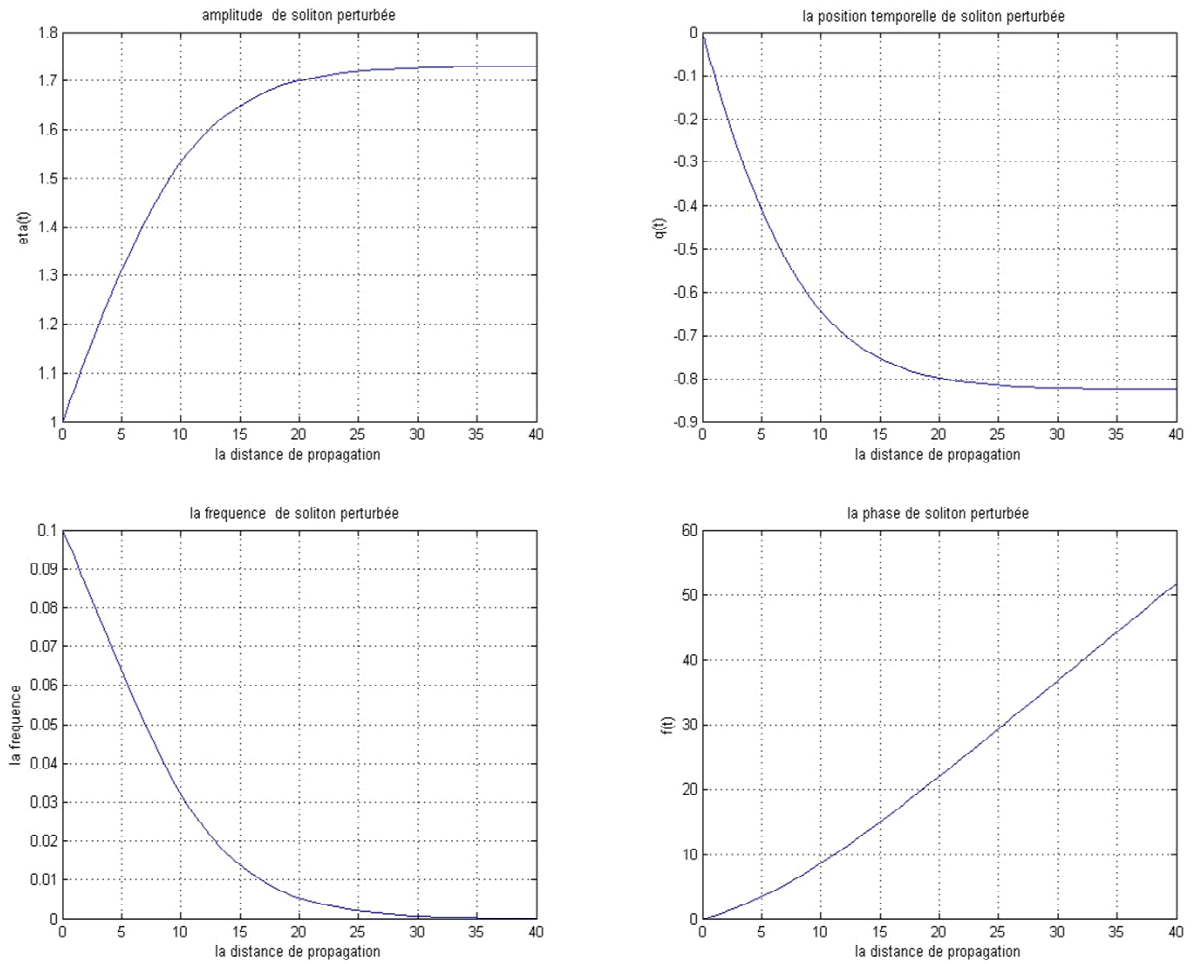 amplitude de soliton perturbée
1.8
1.7
1.6
1.5
1.4
1.3
1.2
1.1
1
eta(t)
0 5 10 15 20 25 30 35 40
la distance de propagation
la position temporelle de soliton perturbée
0
-0.1
-0.2
-0.3
-0.4
-0.5
-0.6
-0.7
-0.8
-0.9
q(t)
0 5 10 15 20 25 30 35 40
la distance de propagation
la frequence de soliton perturbée
0.1
0.09
0.08
0.07
0.06
0.05
0.04
0.03
0.02
0.01
0
la frequence
0 5 10 15 20 25 30 35 40
la distance de propagation
la phase de soliton perturbée
60
50
40
30
20
10
0
f(t)
0 5 10 15 20 25 30 35 40
la distance de propagation